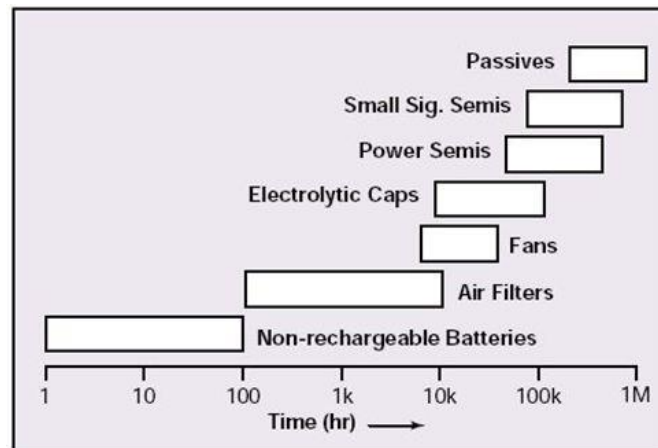 Passives
Small Sig. Semis
Power Semis
Electrolytic Caps
Fans
Air Filters
Non-rechargeable Batteries
1 10 100 1k 10k 100k 1M
Time (hr)